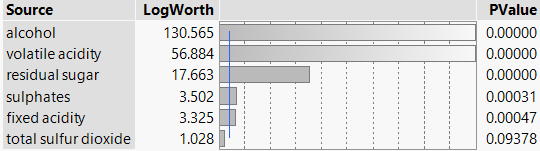 Source LogWorth PValue
alcohol 130.565 0.00000
volatile acidity 56.884 0.00000
residual sugar 17.663 0.00000
sulphates 3.502 0.00031
fixed acidity 3.325 0.00047
total sulfur dioxide 1.028 0.09378